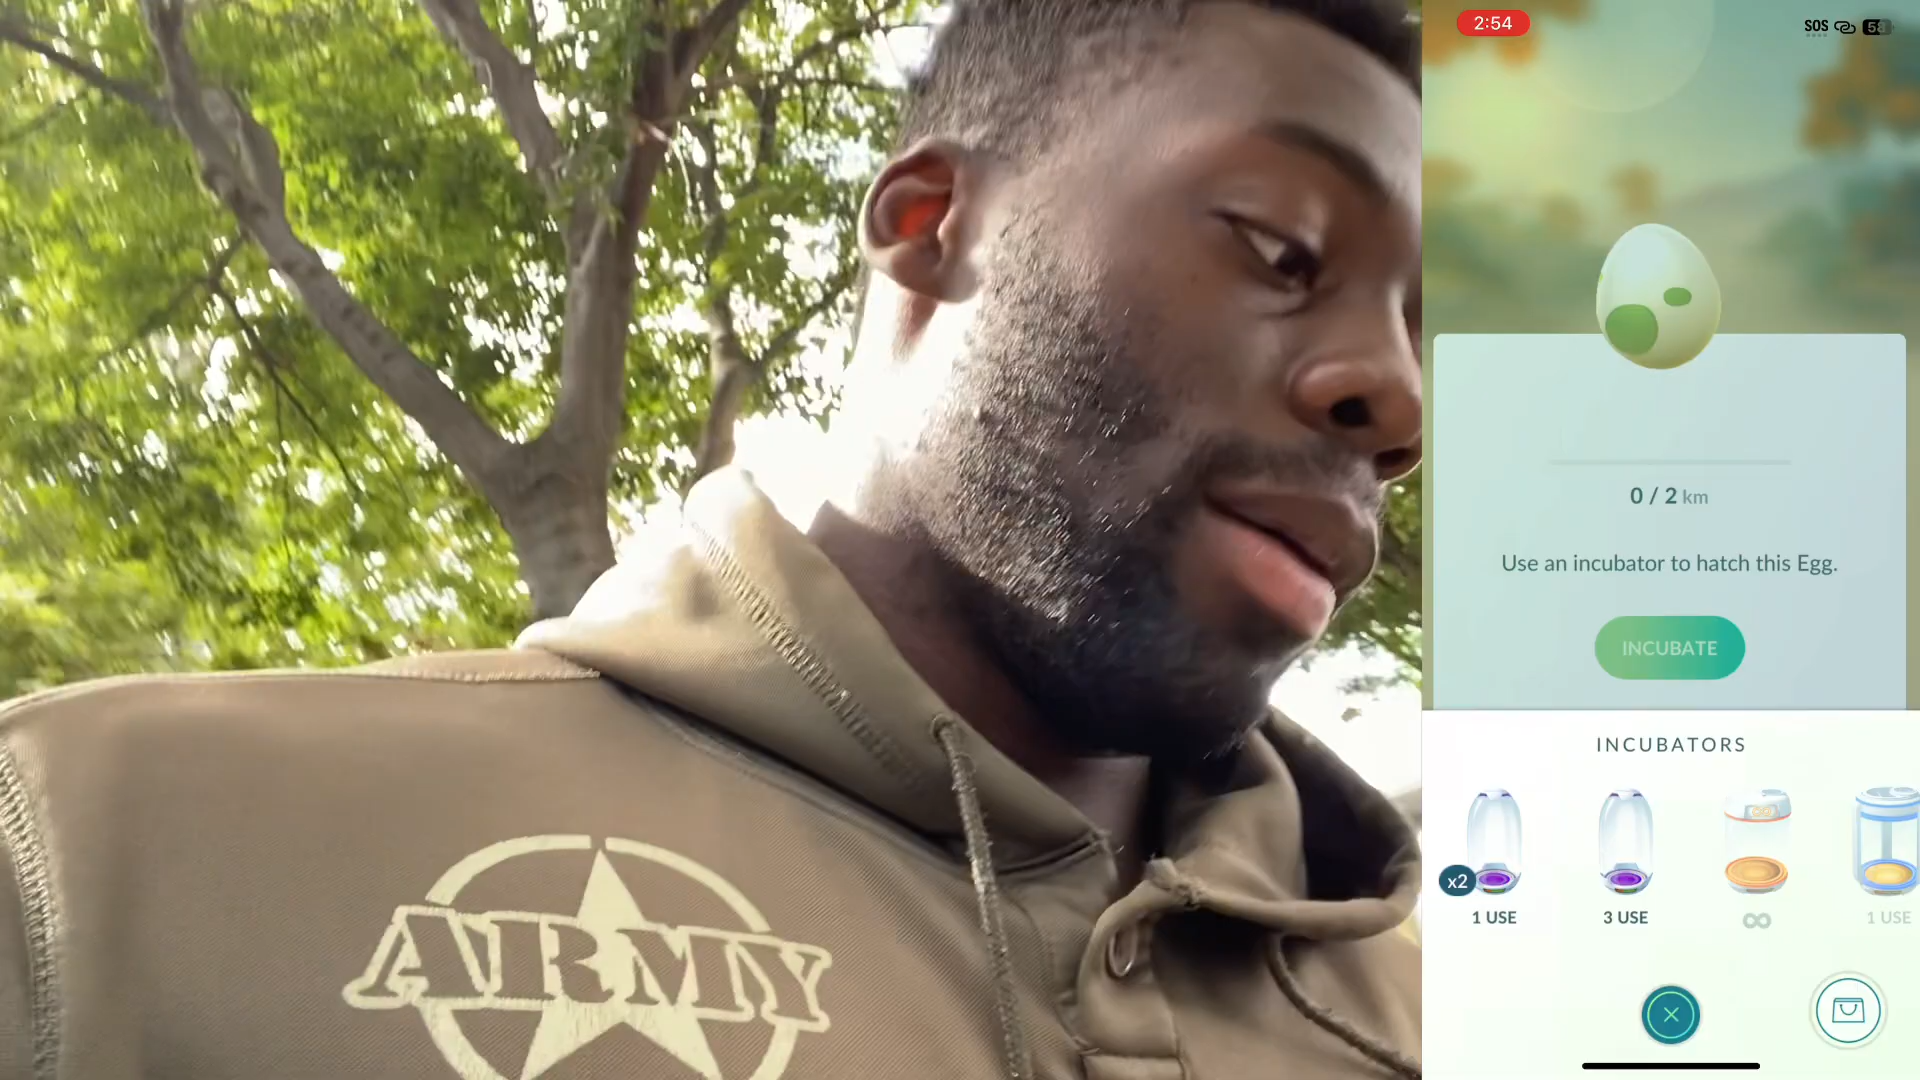 ARMY
2:54
SOS
58
0 / 2 km
Use an incubator to hatch this Egg.
INCUBATE
INCUBATORS
x2
1 USE
3 USE
∞
1 USE